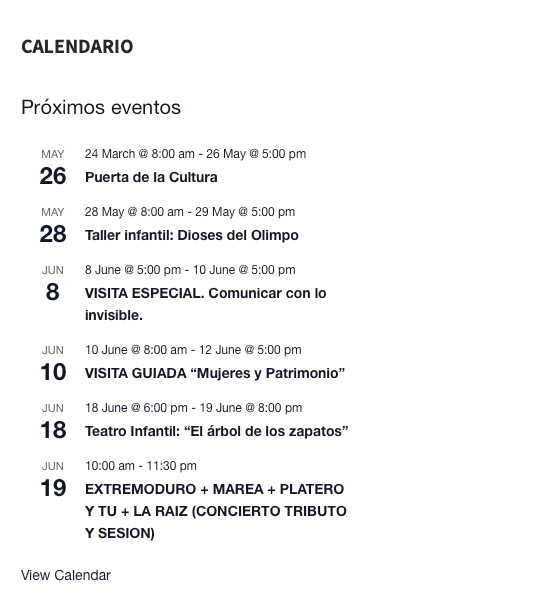 CALENDARIO
Próximos eventos
MAY
26
24 March @ 8:00 am - 26 May @ 5:00 pm
Puerta de la Cultura
MAY
28
28 May @ 8:00 am - 29 May @ 5:00 pm
Taller infantil: Dioses del Olimpo
JUN
8
8 June @ 5:00 pm - 10 June @ 5:00 pm
VISITA ESPECIAL. Comunicar con lo
invisible.
JUN
10
10 June @ 8:00 am - 12 June @ 5:00 pm
VISITA GUIADA “Mujeres y Patrimonio”
JUN
18
18 June @ 6:00 pm - 19 June @ 8:00 pm
Teatro Infantil: “El árbol de los zapatos”
JUN
19
10:00 am - 11:30 pm
EXTREMODURO + MAREA + PLATERO
Y TU + LA RAIZ (CONCIERTO TRIBUTO
Y SESION)
View Calendar